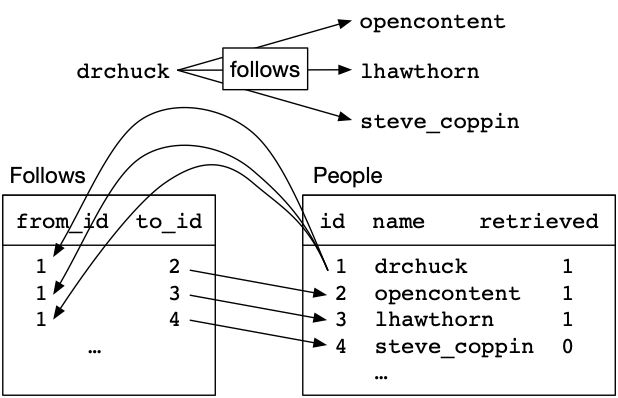 opencontent
drchuck follows lhawthorn
steve_coppin
Follows
from_id to_id
1 2
1 3
1 4
…
People
id name retrieved
1 drchuck 1
2 opencontent 1
3 lhawthorn 1
4 steve_coppin 0
…